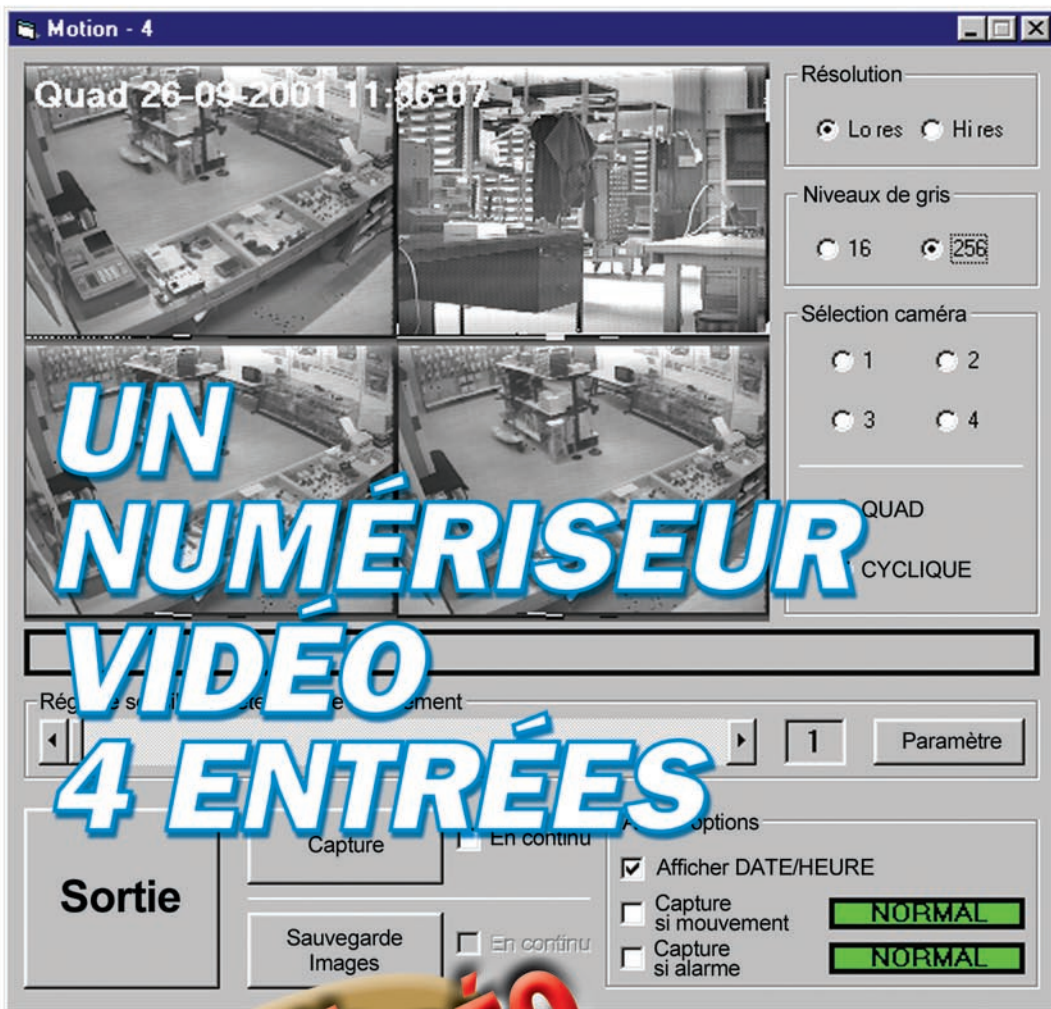 Motion - 4
Quad 26-09-2001 11:36:07
Résolution
Lo res Hi res
Niveaux de gris
16 256
Sélection caméra
1 2
3 4
QUAD
CYCLIQUE
UN
NUMÉRISEUR
VIDÉO
4 ENTRÉES
1
Paramètre
Sortie
Capture
En continu
Sauvegarde
Images
En continu
options
Afficher DATE/HEURE
Capture
si mouvement
NORMAL
Capture
si alarme
NORMAL